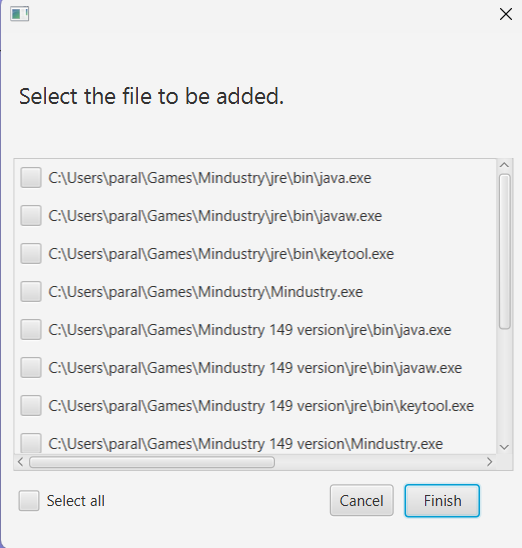 Select the file to be added.
C:\Users\paral\Games\Mindustry\jre\bin\java.exe
C:\Users\paral\Games\Mindustry\jre\bin\javaw.exe
C:\Users\paral\Games\Mindustry\jre\bin\keytool.exe
C:\Users\paral\Games\Mindustry\Mindustry.exe
C:\Users\paral\Games\Mindustry 149 version\jre\bin\java.exe
C:\Users\paral\Games\Mindustry 149 version\jre\bin\javaw.exe
C:\Users\paral\Games\Mindustry 149 version\jre\bin\keytool.exe
C:\Users\paral\Games\Mindustry 149 version\Mindustry.exe
Select all Cancel Finish